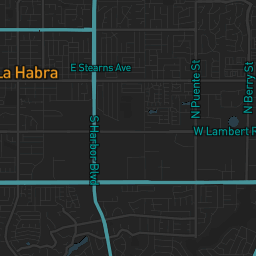 E Stearns Ave
La Habra
N Puente St
N Berry St
S Harbor Blvd
W Lambert R